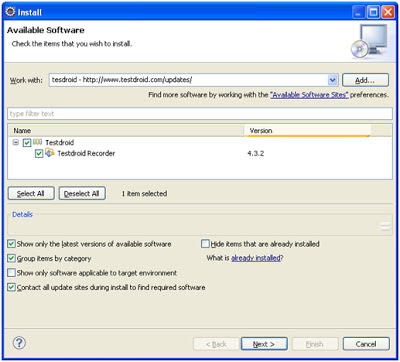 Install
Available Software
Check the items that you wish to install.
Work with: tesdroid - http://www.testdroid.com/updates/ Add...
Find more software by working with the "Available Software Sites" preferences.
type filter text
Name Version
Testdroid
Testdroid Recorder 4.3.2
Select All Deselect All 1 item selected
Details
Show only the latest versions of available software Hide items that are already installed
Group items by category What is already installed?
Show only software applicable to target environment
Contact all update sites during install to find required software
? < Back Next > Finish Cancel